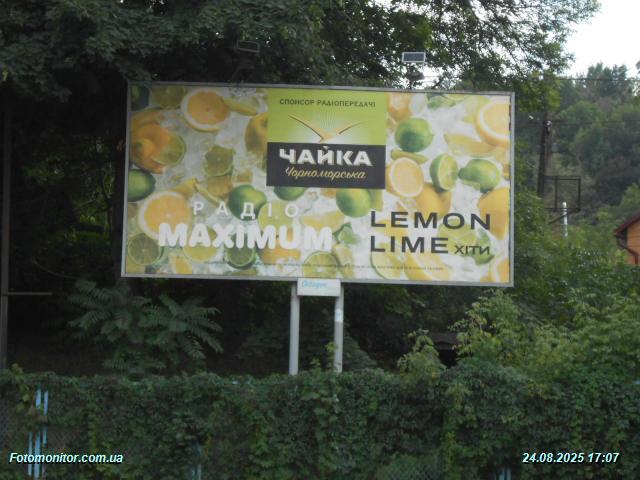 СПОНСОР РАДІОПЕРЕДАЧІ
ЧАЙКА
Чорноморська
РАДІО
MAXIMUM
LEMON
LIME ХІТИ
Fotomonitor.com.ua
24.08.2025 17:07